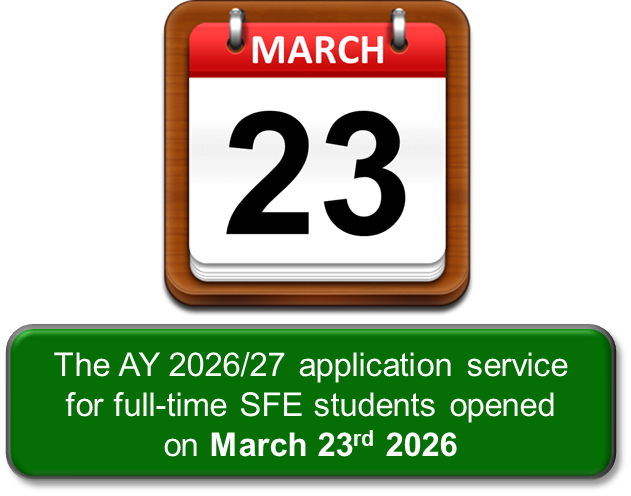 MARCH
23
The AY 2026/27 application service
for full-time SFE students opened
on March 23rd 2026